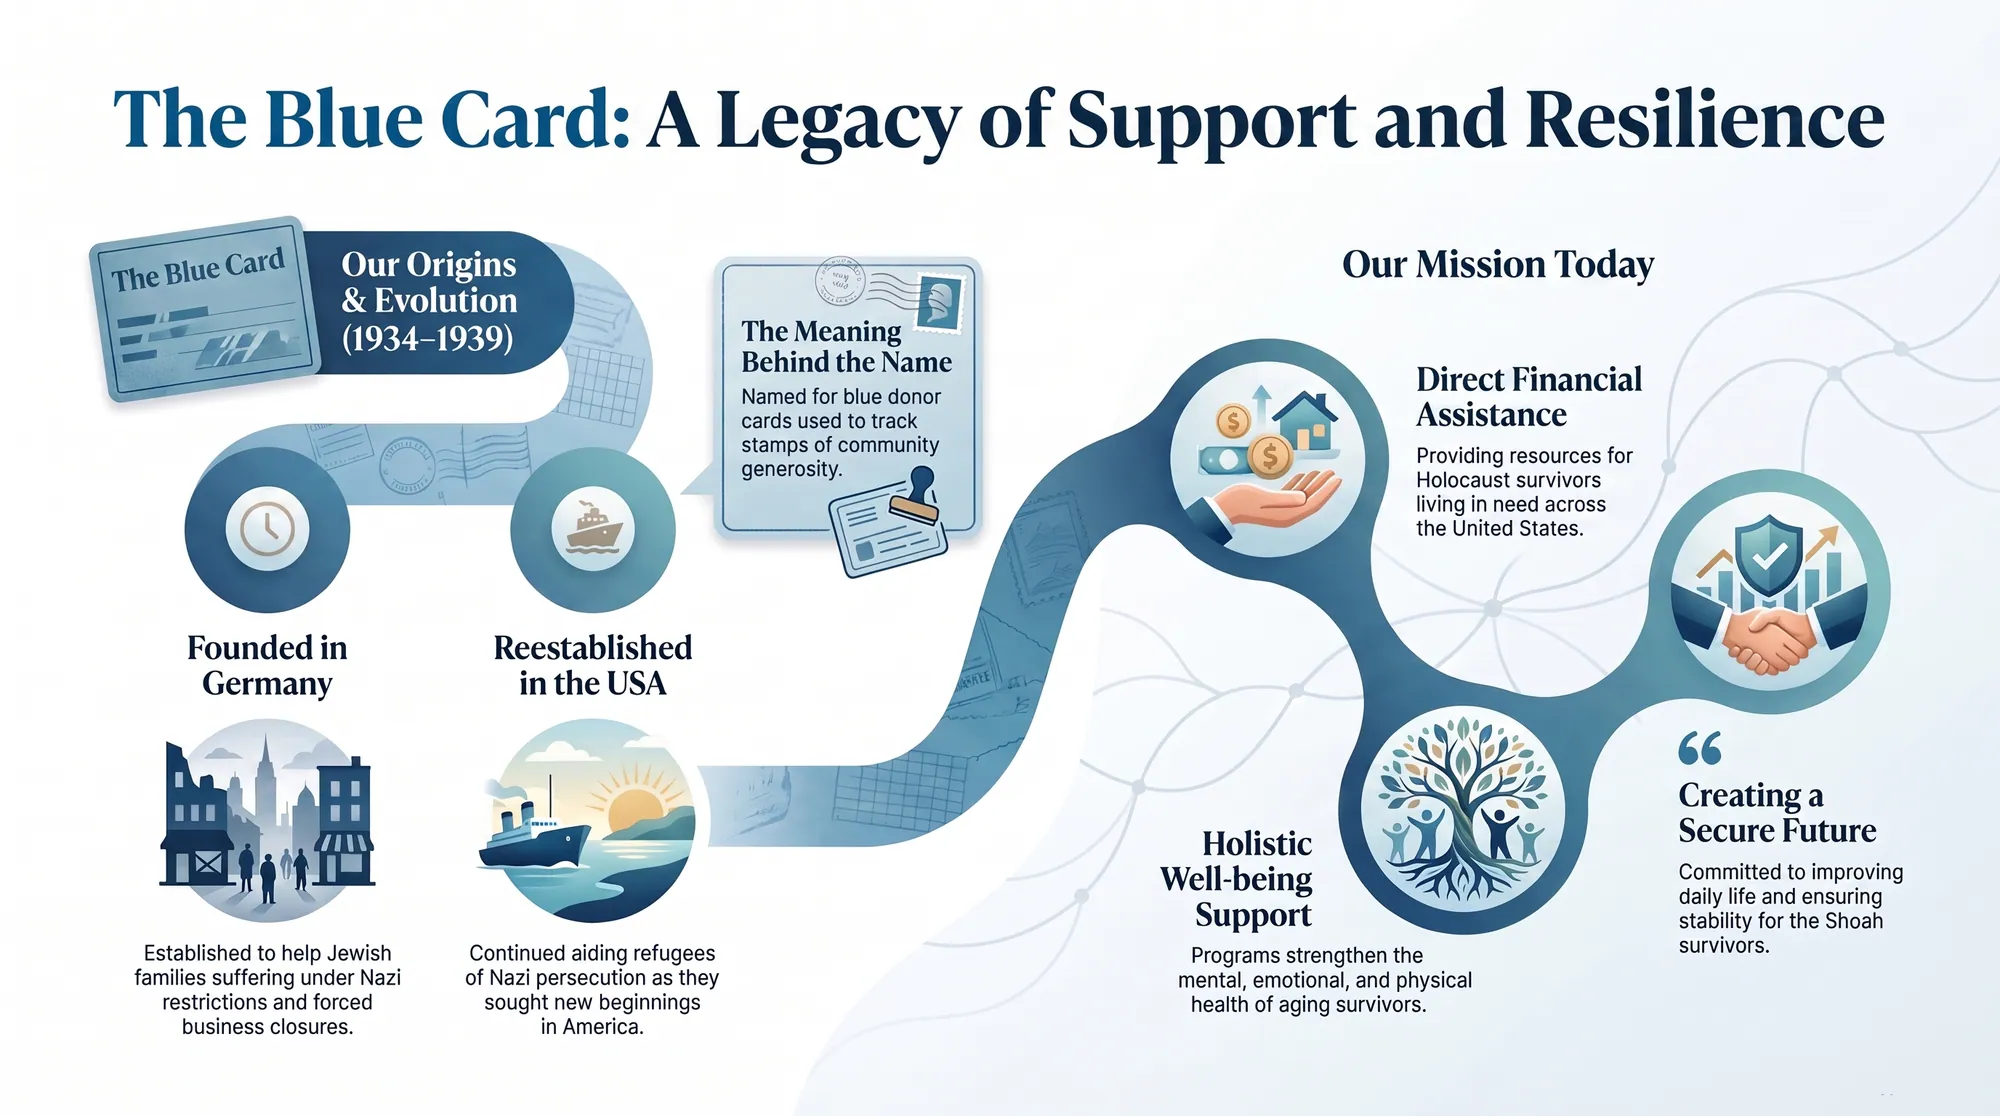 The Blue Card: A Legacy of Support and Resilience
The Blue Card
Our Origins
& Evolution
(1934–1939)
The Meaning
Behind the Name
Named for blue donor
cards used to track
stamps of community
generosity.
Founded in
Germany
Established to help Jewish
families suffering under Nazi
restrictions and forced
business closures.
Reestablished
in the USA
Continued aiding refugees
of Nazi persecution as they
sought new beginnings
in America.
Our Mission Today
Direct Financial
Assistance
Providing resources for
Holocaust survivors
living in need across
the United States.
Holistic
Well-being
Support
Programs strengthen the
mental, emotional, and physical
health of aging survivors.
“
Creating a
Secure Future
Committed to improving
daily life and ensuring
stability for the Shoah
survivors.